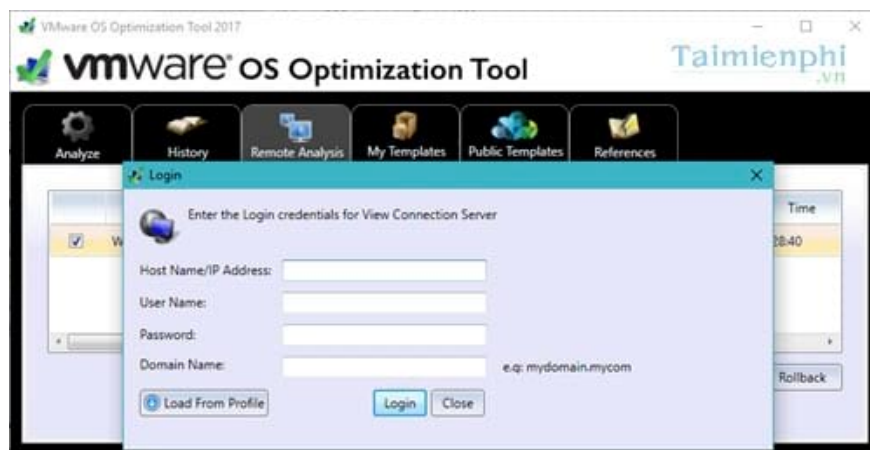 VMware OS Optimization Tool 2017
vmware OS Optimization Tool
Taimienphi
.vn
Analyze History Remote Analysis My Templates Public Templates References
Login
Time
Enter the Login credentials for View Connection Server
28:40
Host Name/IP Address:
User Name:
Password:
Domain Name: e.q: mydomain.mycom
Rollback
Load From Profile Login Close